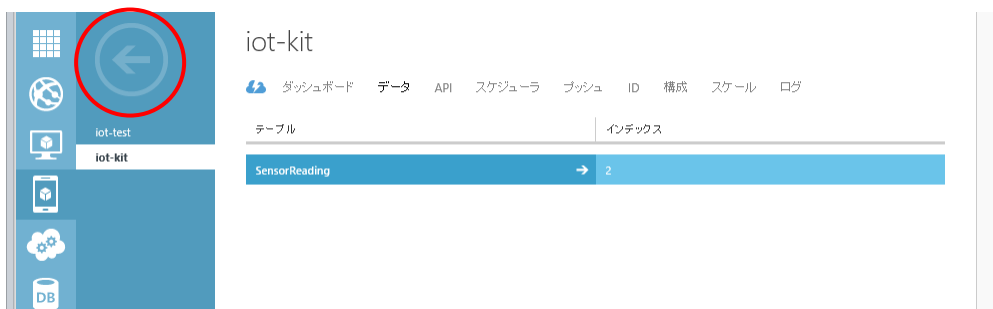 iot-kit
ダッシュボード データ API スケジューラ プッシュ ID 構成 スケール ログ
iot-test
iot-kit
テーブル インデックス
SensorReading 2
DB